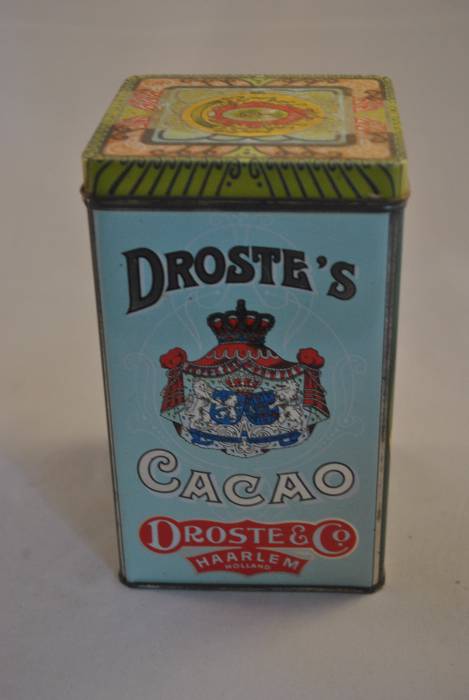 DROSTE'S
CACAO
DROSTE & Co
HAARLEM
HOLLAND